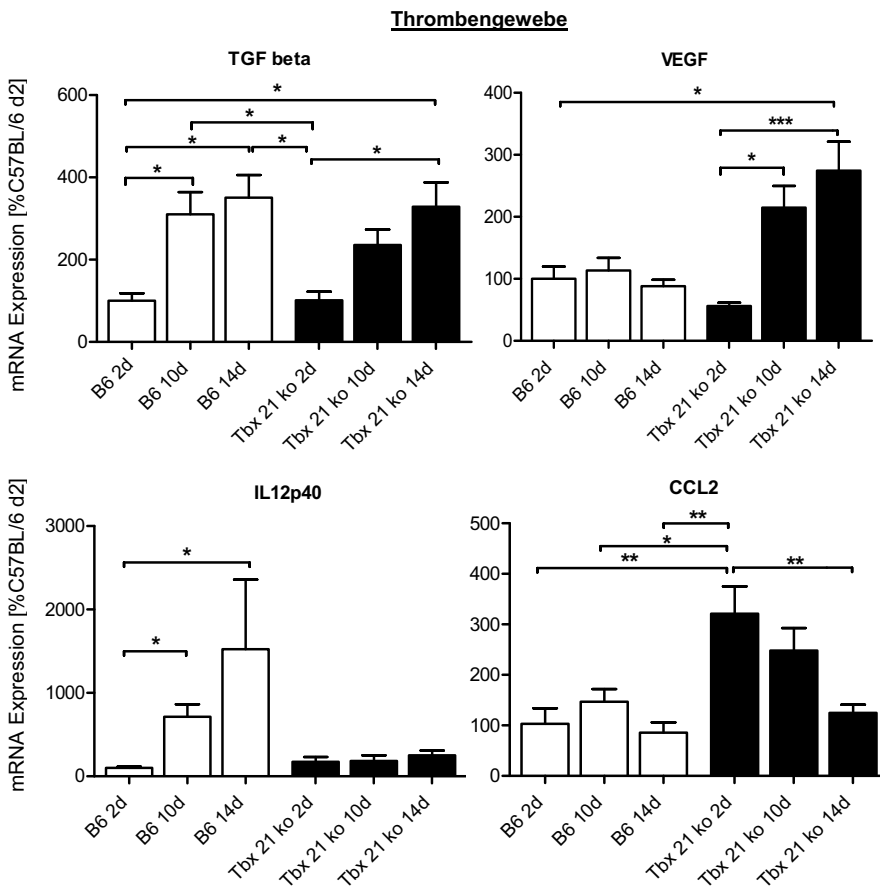 Thrombengewebe
TGF beta
mRNA Expression [%C57BL/6 d2]
600
400
200
0
*
*
*
*
*
*
B6 2d
B6 10d
B6 14d
Tbx 21 ko 2d
Tbx 21 ko 10d
Tbx 21 ko 14d
VEGF
400
300
200
100
0
*
***
*
B6 2d
B6 10d
B6 14d
Tbx 21 ko 2d
Tbx 21 ko 10d
Tbx 21 ko 14d
IL12p40
mRNA Expression [%C57BL/6 d2]
3000
2000
1000
0
*
*
B6 2d
B6 10d
B6 14d
Tbx 21 ko 2d
Tbx 21 ko 10d
Tbx 21 ko 14d
CCL2
500
400
300
200
100
0
**
*
**
**
B6 2d
B6 10d
B6 14d
Tbx 21 ko 2d
Tbx 21 ko 10d
Tbx 21 ko 14d